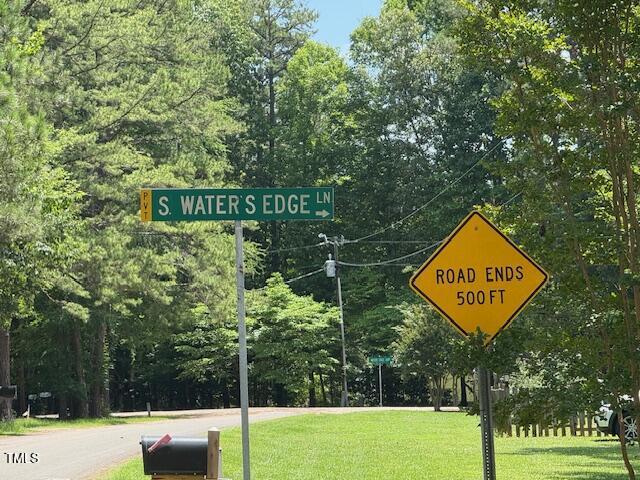 PVT S. WATER'S EDGE LN
ROAD ENDS
500 FT
TMLS